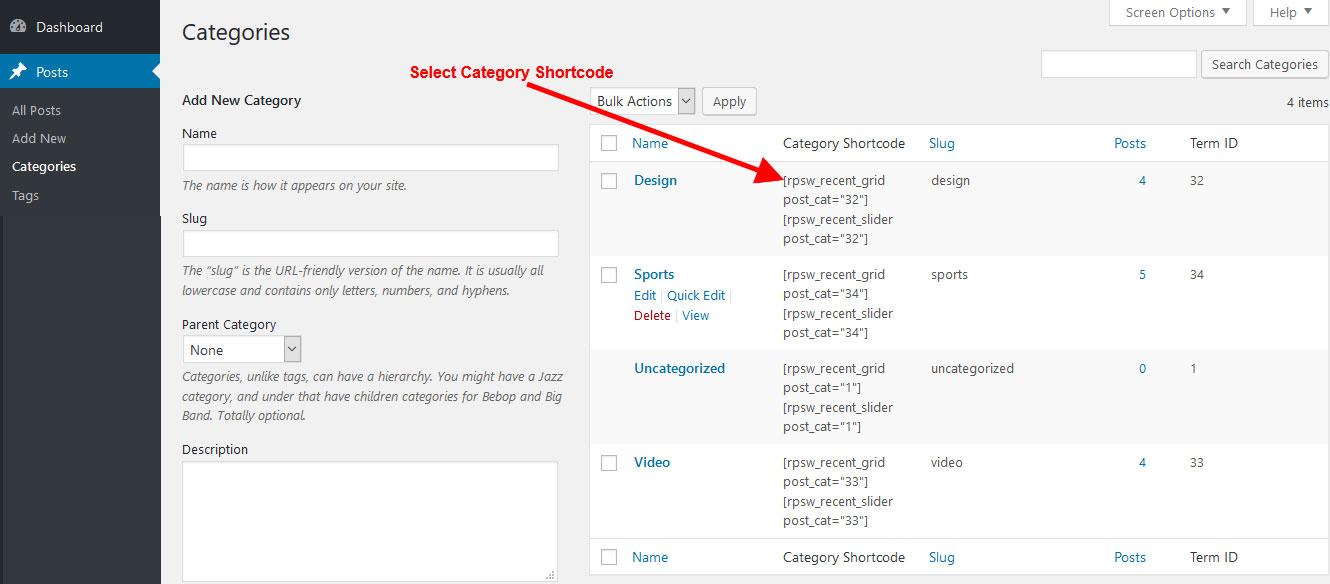 Dashboard
Posts
All Posts
Add New
Categories
Tags
Screen Options
Help
Categories
Search Categories
Select Category Shortcode
Add New Category
Name
The name is how it appears on your site.
Slug
The “slug” is the URL-friendly version of the name. It is usually all
lowercase and contains only letters, numbers, and hyphens.
Parent Category
None
Categories, unlike tags, can have a hierarchy. You might have a Jazz
category, and under that have children categories for Bebop and Big
Band. Totally optional.
Description
Bulk Actions Apply
4 items
Name Category Shortcode Slug Posts Term ID
Design [rpsw_recent_grid design 4 32
post_cat="32"]
[rpsw_recent_slider
post_cat="32"]
Sports [rpsw_recent_grid sports 5 34
Edit | Quick Edit | post_cat="34"]
Delete | View [rpsw_recent_slider
post_cat="34"]
Uncategorized [rpsw_recent_grid uncategorized 0 1
post_cat="1"]
[rpsw_recent_slider
post_cat="1"]
Video [rpsw_recent_grid video 4 33
post_cat="33"]
[rpsw_recent_slider
post_cat="33"]
Name Category Shortcode Slug Posts Term ID